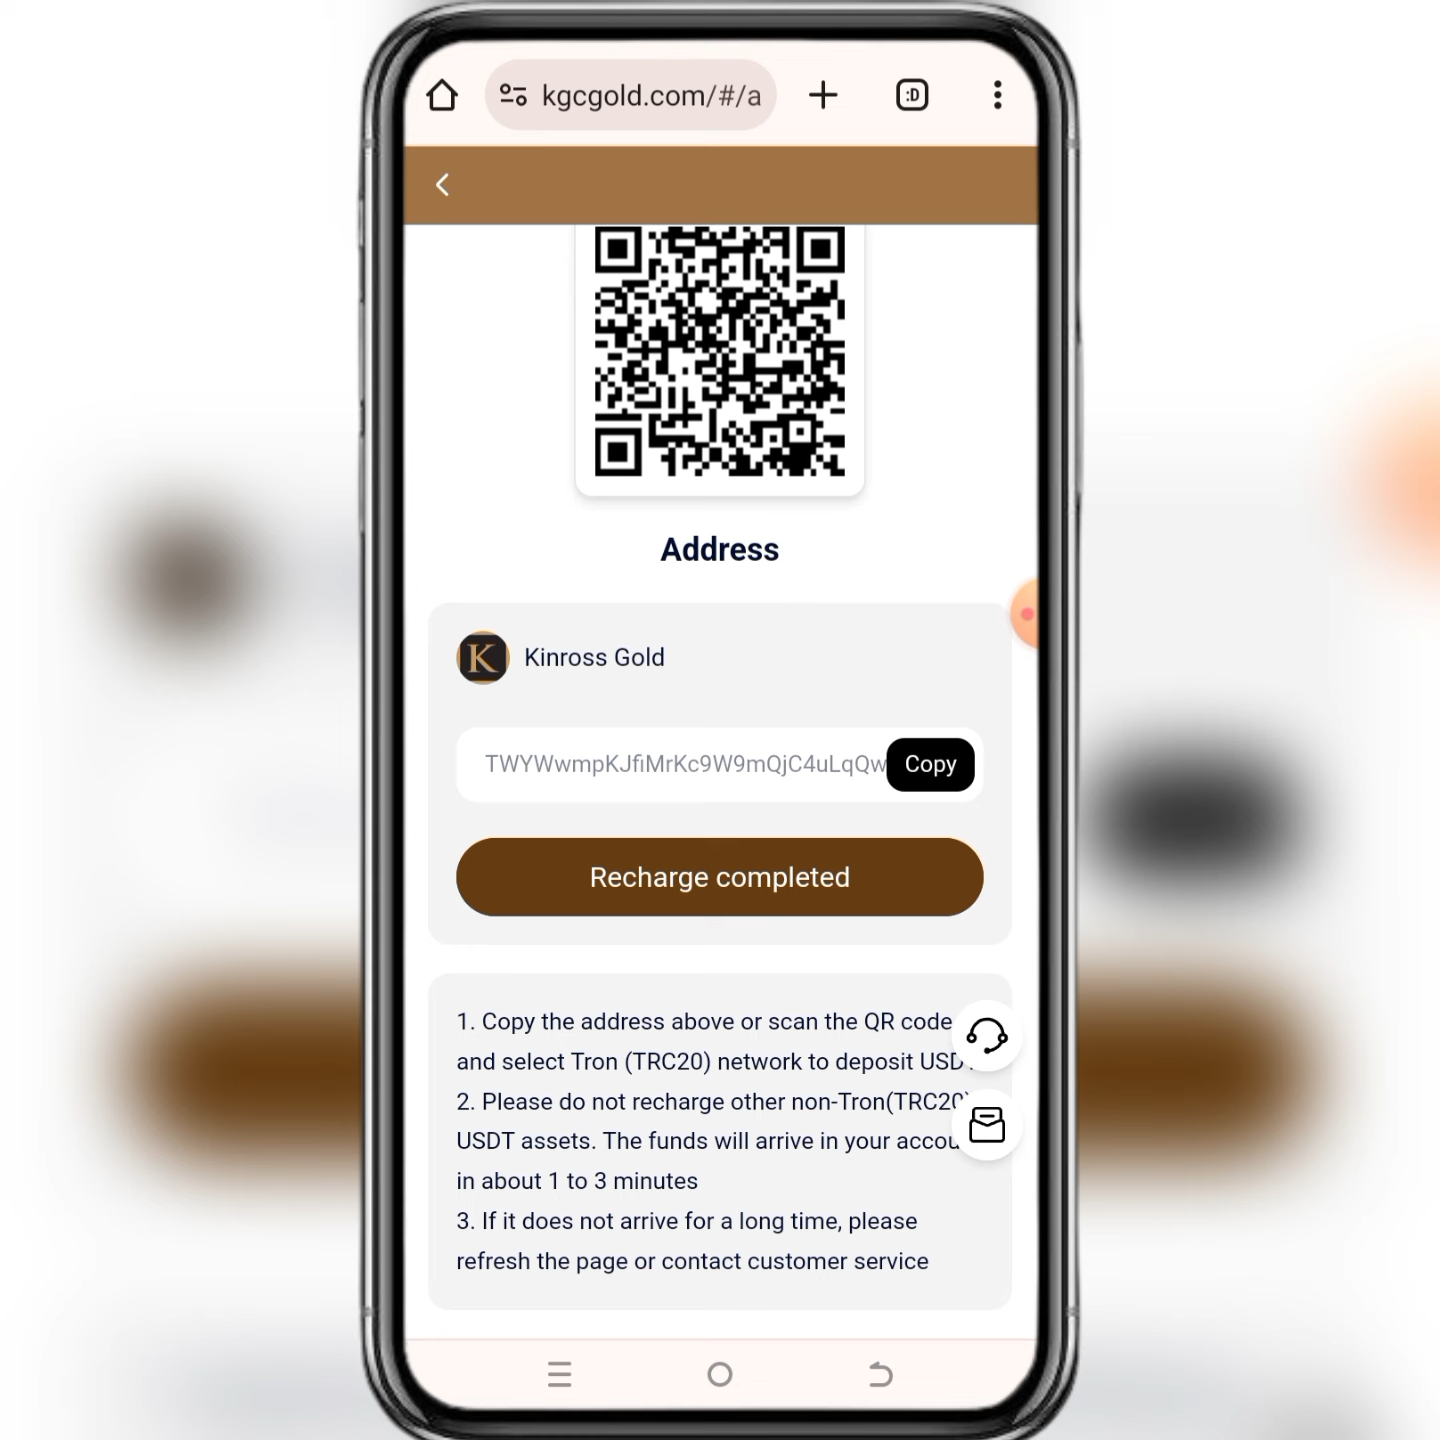 kgcgold.com/#/a
:D
Address
K
Kinross Gold
TWYWwmpKJfiMrKc9W9mQjC4uLqQw
Copy
Recharge completed
1. Copy the address above or scan the QR code
and select Tron (TRC20) network to deposit USD
2. Please do not recharge other non-Tron(TRC20)
USDT assets. The funds will arrive in your accou
in about 1 to 3 minutes
3. If it does not arrive for a long time, please
refresh the page or contact customer service